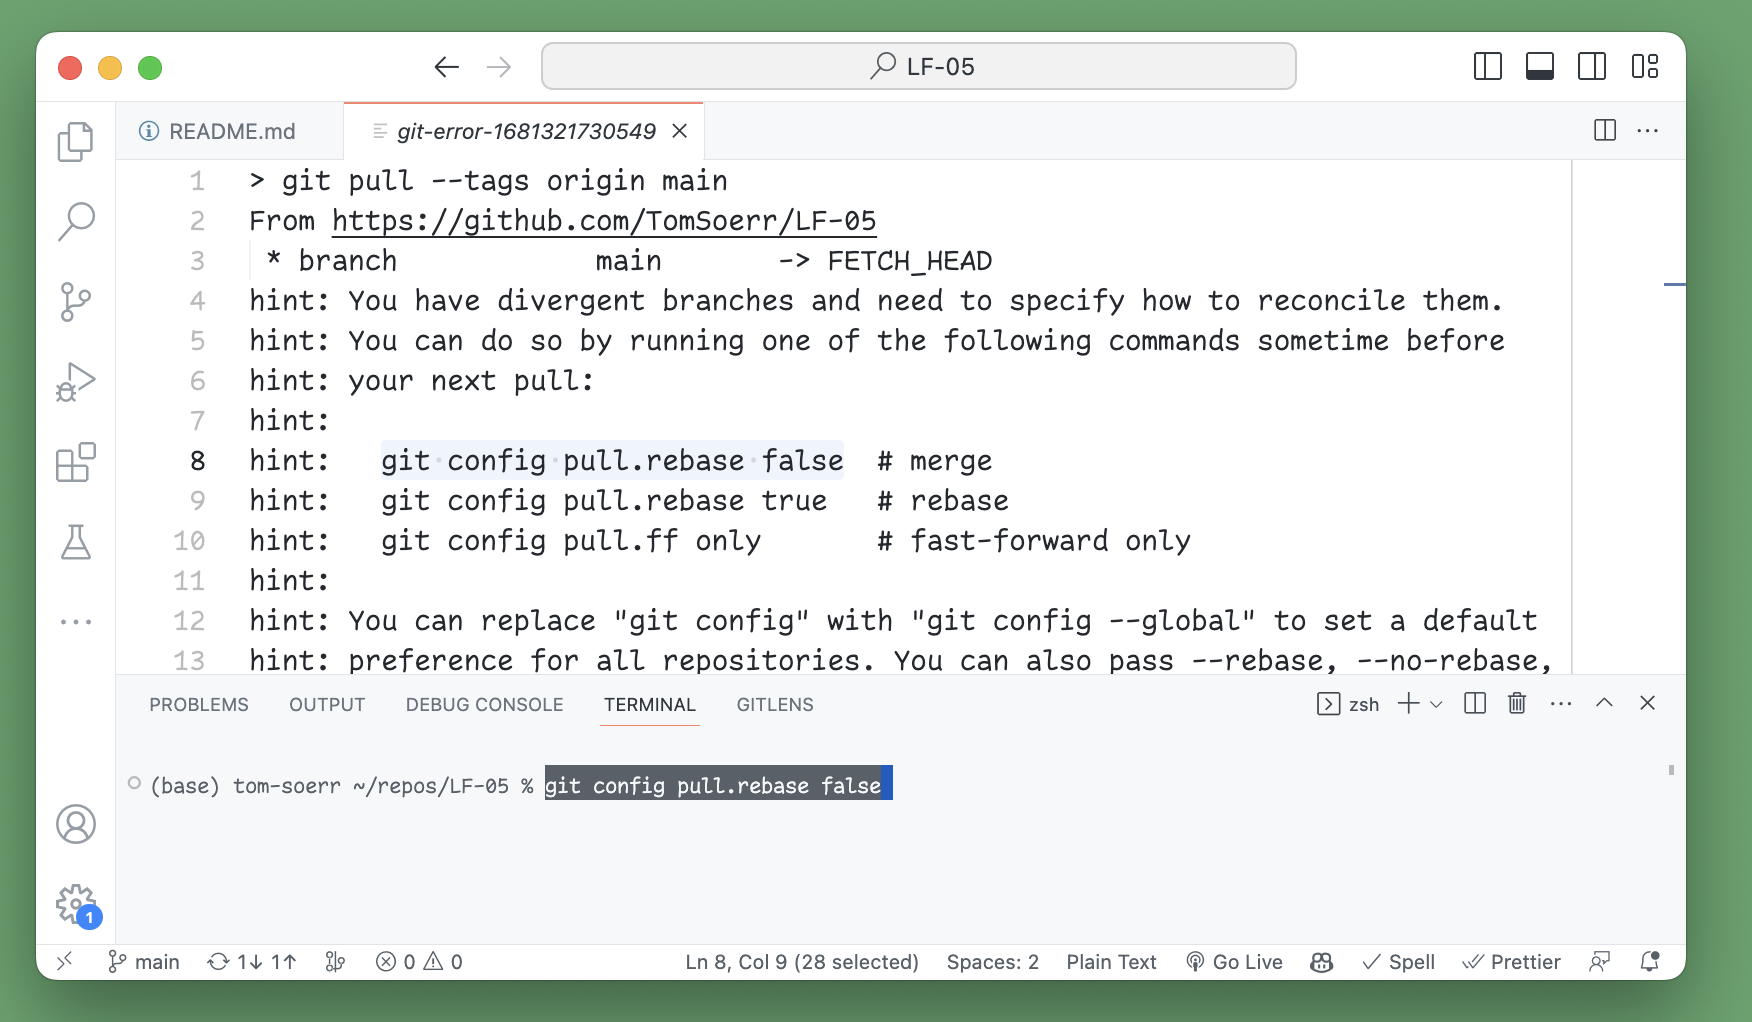 LF-05
README.md
git-error-1681321730549
1 > git pull --tags origin main
2 From https://github.com/TomSoerr/LF-05
3  * branch            main       -> FETCH_HEAD
4 hint: You have divergent branches and need to specify how to reconcile them.
5 hint: You can do so by running one of the following commands sometime before
6 hint: your next pull:
7 hint:
8 hint:   git config pull.rebase false  # merge
9 hint:   git config pull.rebase true   # rebase
10 hint:   git config pull.ff only       # fast-forward only
11 hint:
12 hint: You can replace "git config" with "git config --global" to set a default
13 hint: preference for all repositories. You can also pass --rebase, --no-rebase,
PROBLEMS OUTPUT DEBUG CONSOLE TERMINAL GITLENS zsh
(base) tom-soerr ~/repos/LF-05 % git config pull.rebase false
1
main 1↓ 1↑ 0 0 Ln 8, Col 9 (28 selected) Spaces: 2 Plain Text Go Live Spell Prettier